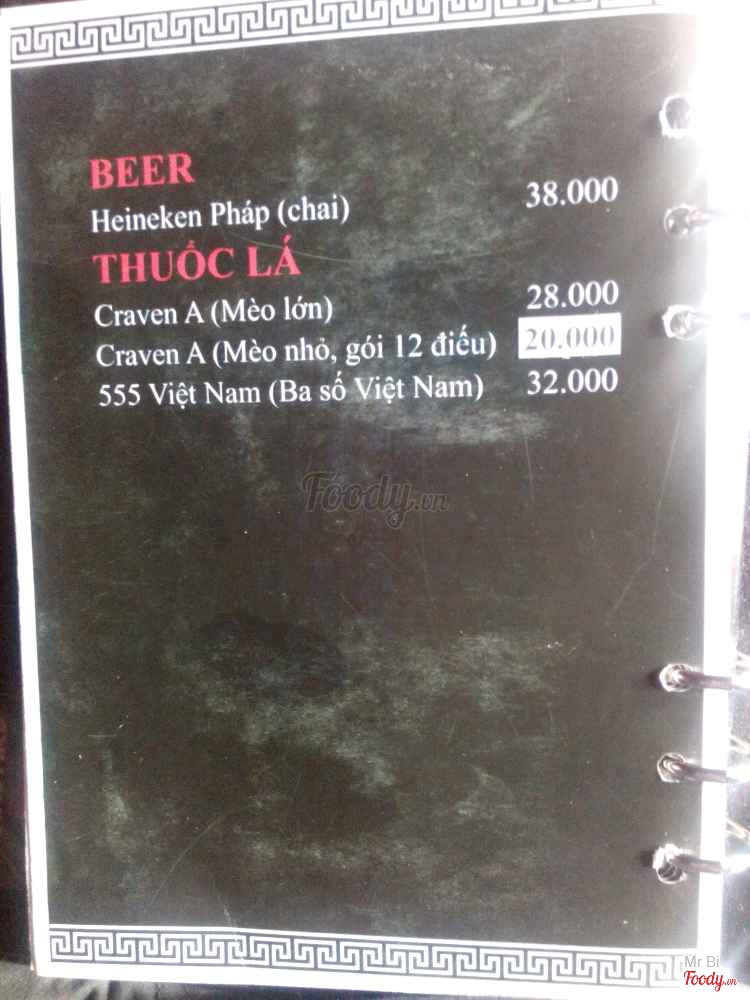 BEER
Heineken Pháp (chai) 38.000
THUỐC LÁ
Craven A (Mèo lớn) 28.000
Craven A (Mèo nhỏ, gói 12 điếu) 20.000
555 Việt Nam (Ba số Việt Nam) 32.000
Foody.vn
Mr Bi
Foody.vn